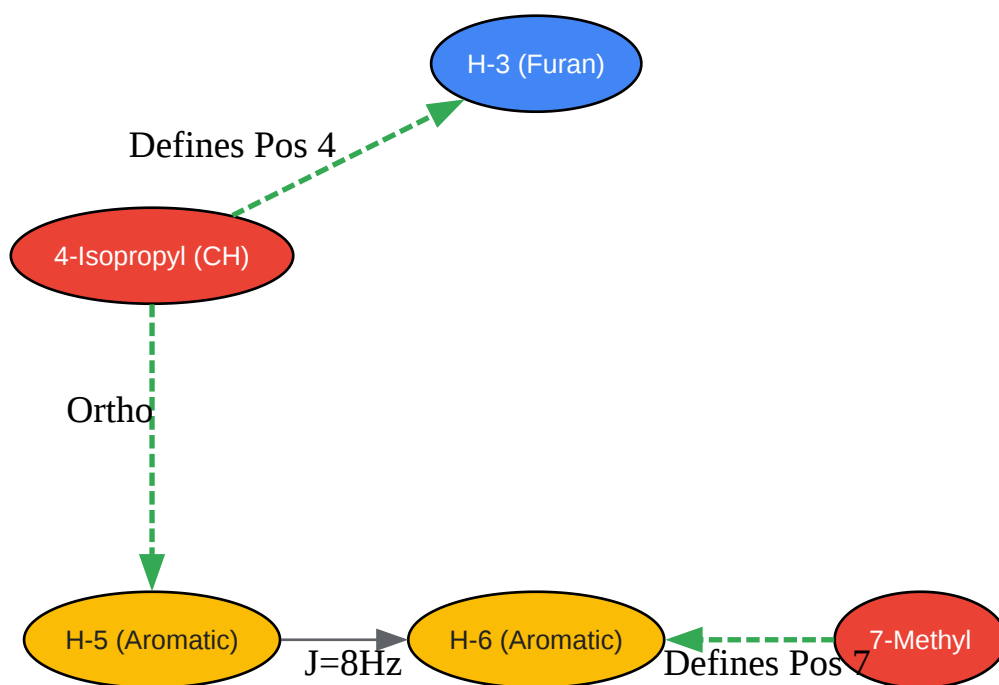 H-3 (Furan)
Defines Pos 4
4-Isopropyl (CH)
Ortho
H-5 (Aromatic)
J=8Hz
H-6 (Aromatic)
Defines Pos 7
7-Methyl